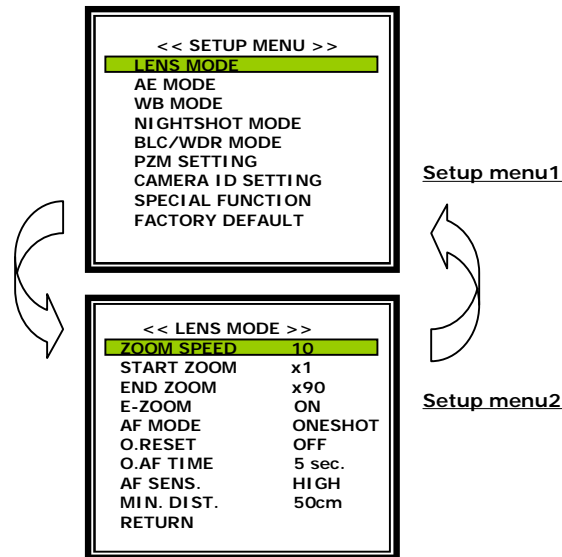 << SETUP MENU >>
LENS MODE
AE MODE
WB MODE
NIGHTSHOT MODE
BLC/WDR MODE
PZM SETTING
CAMERA ID SETTING
SPECIAL FUNCTION
FACTORY DEFAULT
Setup menu1
<< LENS MODE >>
ZOOM SPEED 10
START ZOOM x1
END ZOOM x90
E-ZOOM ON
AF MODE ONESHOT
O.RESET OFF
O.AF TIME 5 sec.
AF SENS. HIGH
MIN. DIST. 50cm
RETURN
Setup menu2